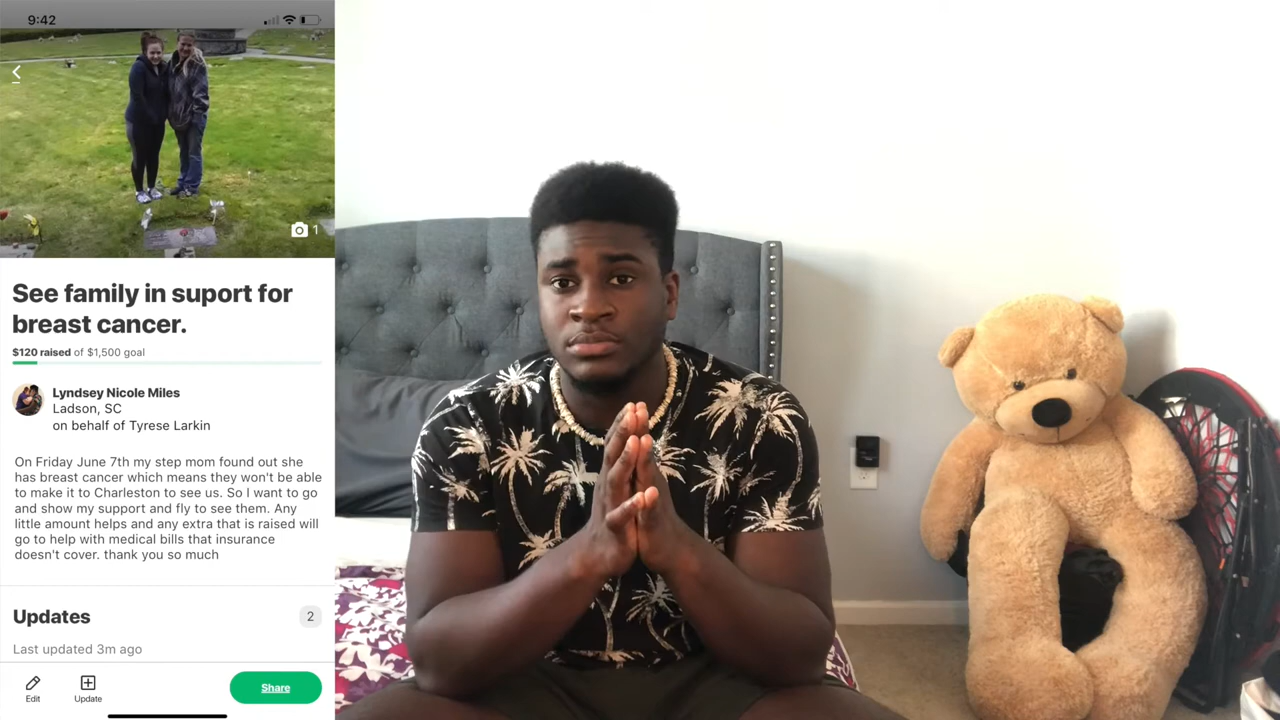 9:42
1
See family in suport for
breast cancer.
$120 raised of $1,500 goal
Lyndsey Nicole Miles
Ladson, SC
on behalf of Tyrese Larkin
On Friday June 7th my step mom found out she
has breast cancer which means they won't be able
to make it to Charleston to see us. So I want to go
and show my support and fly to see them. Any
little amount helps and any extra that is raised will
go to help with medical bills that insurance
doesn't cover. thank you so much
Updates
2
Last updated 3m ago
Edit
Update
Share